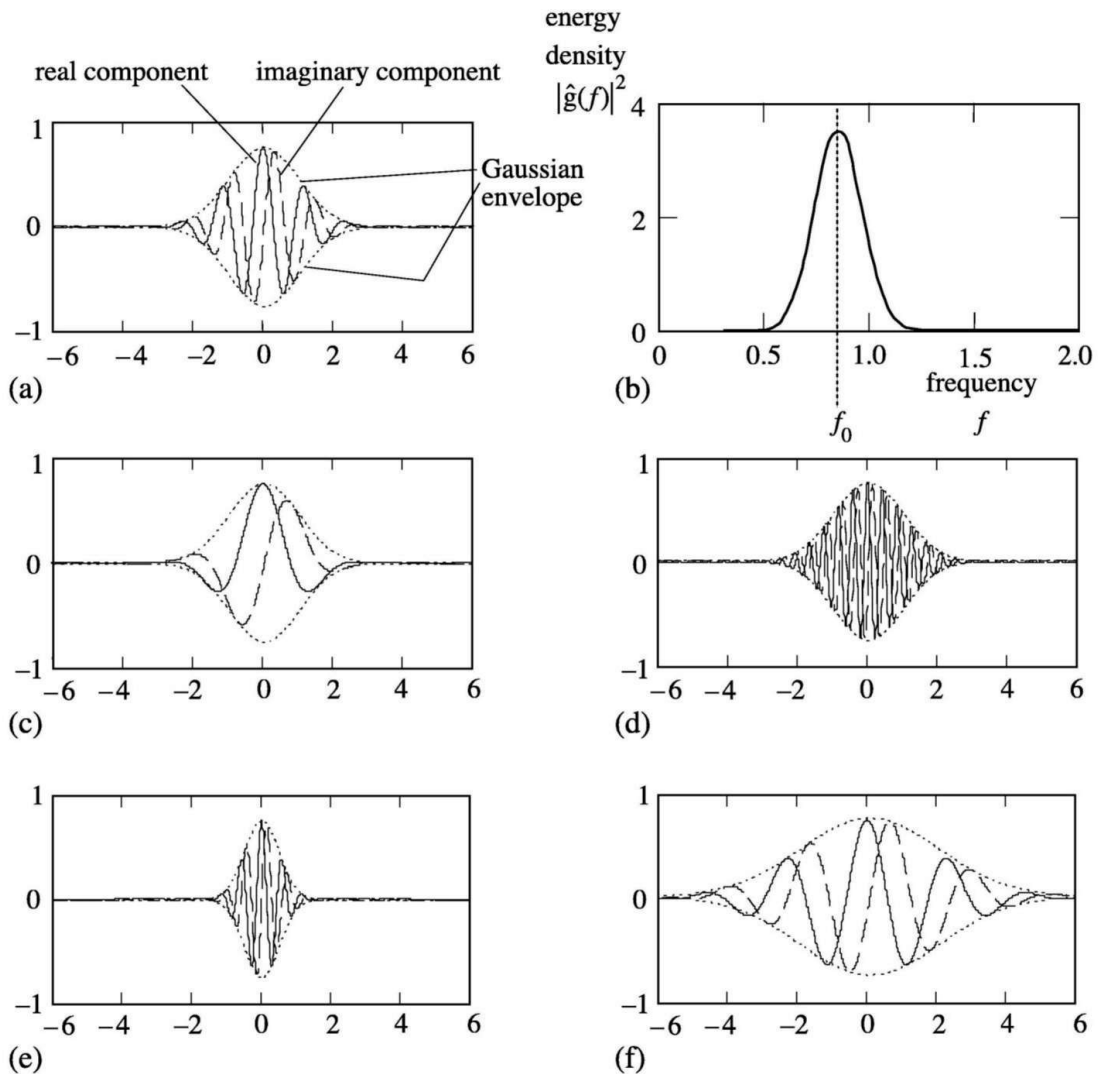 energy
density
|ĝ(f)|²
real component
imaginary component
Gaussian
envelope
1
0
−1
−6 −4 −2 0 2 4 6
(a)
4
2
0
0 0.5 1.0 1.5 2.0
frequency
f₀
f
(b)
1
0
−1
−6 −4 −2 0 2 4 6
(c)
1
0
−1
−6 −4 −2 0 2 4 6
(d)
1
0
−1
−6 −4 −2 0 2 4 6
(e)
1
0
−1
−6 −4 −2 0 2 4 6
(f)